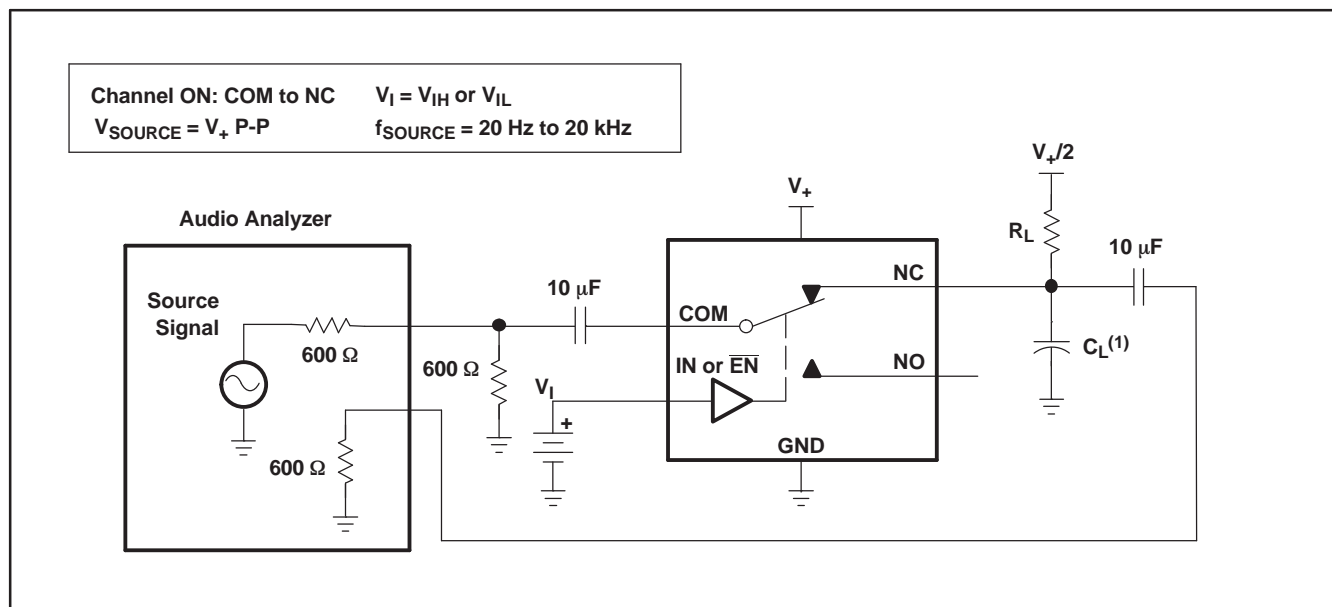 Channel ON: COM to NC V_I = V_IH or V_IL
V_SOURCE = V_+ P-P f_SOURCE = 20 Hz to 20 kHz
V_+/2
V_+
Audio Analyzer
R_L
10 μF
NC
Source
Signal
10 μF
COM
600 Ω
600 Ω
IN or E̅N̅
C_L(1)
V_I
NO
+
GND
600 Ω